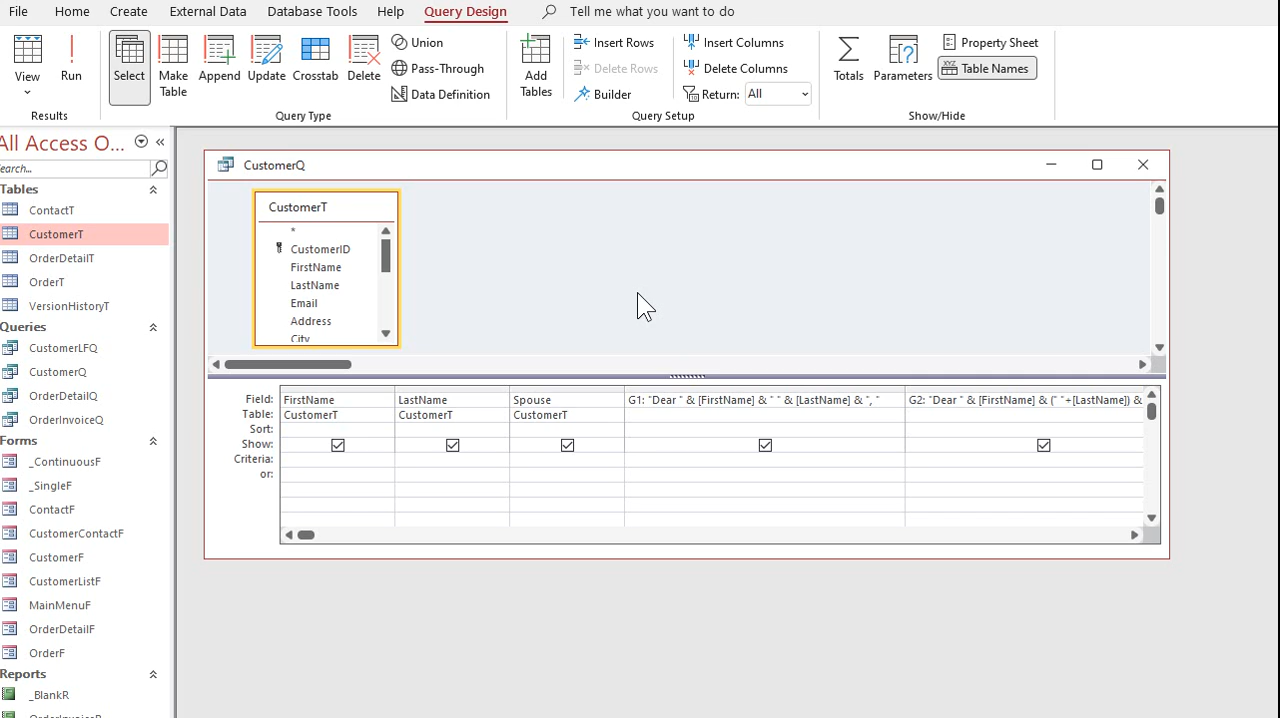 File Home Create External Data Database Tools Help Query Design Tell me what you want to do
View
Run
Select
Make Table
Append
Update
Crosstab
Delete
Union
Pass-Through
Data Definition
Add Tables
Insert Rows
Delete Rows
Builder
Insert Columns
Delete Columns
Return: All
Totals
Parameters
Property Sheet
Table Names
Results
Query Type
Query Setup
Show/Hide
All Access O...
earch...
Tables
ContactT
CustomerT
OrderDetailT
OrderT
VersionHistoryT
Queries
CustomerLFQ
CustomerQ
OrderDetailQ
OrderInvoiceQ
Forms
_ContinuousF
_SingleF
ContactF
CustomerContactF
CustomerF
CustomerListF
MainMenuF
OrderDetailF
OrderF
Reports
_BlankR
OrderInvoiceR
CustomerQ
CustomerT
*
CustomerID
FirstName
LastName
Email
Address
City
Field: FirstName LastName Spouse G1: "Dear " & [FirstName] & " " & [LastName] & ", " G2: "Dear " & [FirstName] & (" "+[LastName]) &
Table: CustomerT CustomerT CustomerT
Sort:
Show:
Criteria:
or: